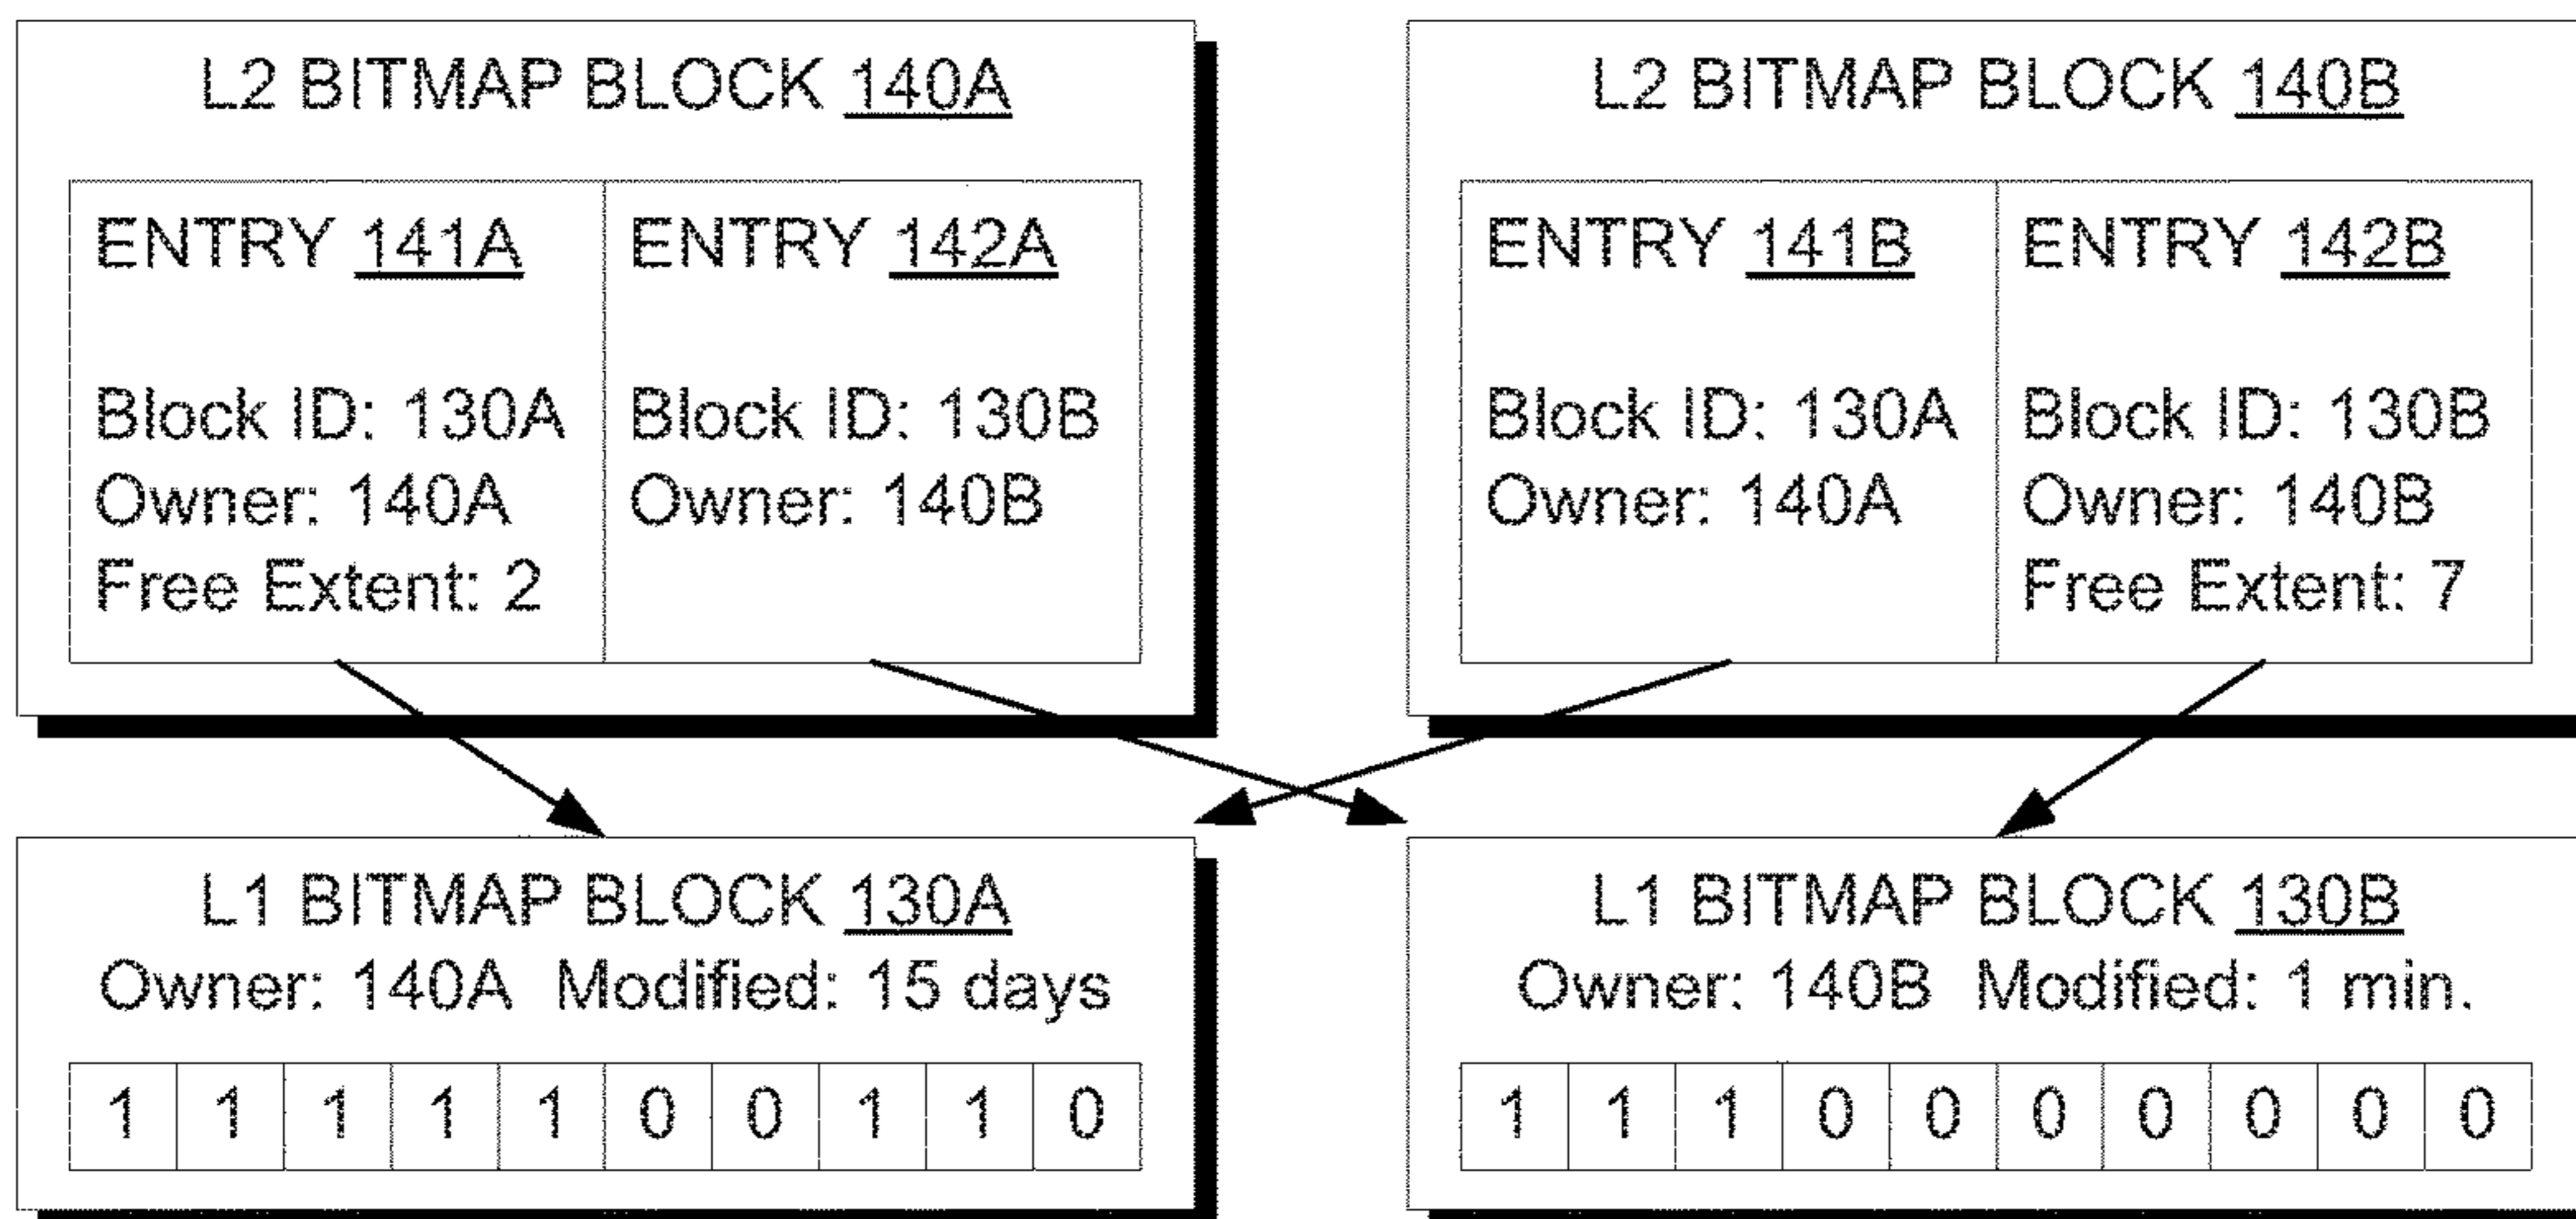 L2 BITMAP BLOCK 140A
ENTRY 141A
Block ID: 130A
Owner: 140A
Free Extent: 2
ENTRY 142A
Block ID: 130B
Owner: 140B
L2 BITMAP BLOCK 140B
ENTRY 141B
Block ID: 130A
Owner: 140A
ENTRY 142B
Block ID: 130B
Owner: 140B
Free Extent: 7
L1 BITMAP BLOCK 130A
Owner: 140A Modified: 15 days
1 1 1 1 1 0 0 1 1 0
L1 BITMAP BLOCK 130B
Owner: 140B Modified: 1 min.
1 1 1 0 0 0 0 0 0 0